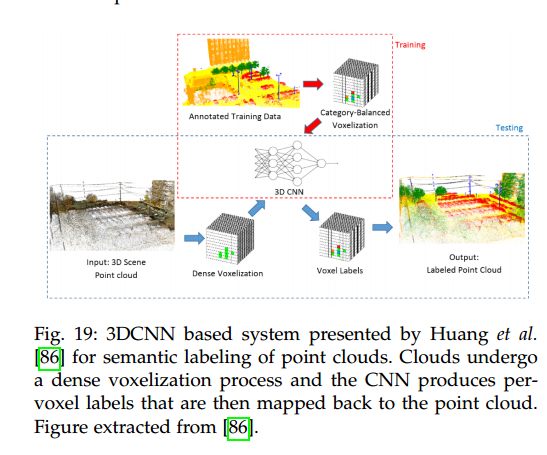 Training
Annotated Training Data
Category-Balanced
Voxelization
Testing
3D CNN
Input: 3D Scene
Point cloud
Dense Voxelization
Voxel Labels
Output:
Labeled Point Cloud
Fig. 19: 3DCNN based system presented by Huang et al.
[86] for semantic labeling of point clouds. Clouds undergo
a dense voxelization process and the CNN produces per-
voxel labels that are then mapped back to the point cloud.
Figure extracted from [86].